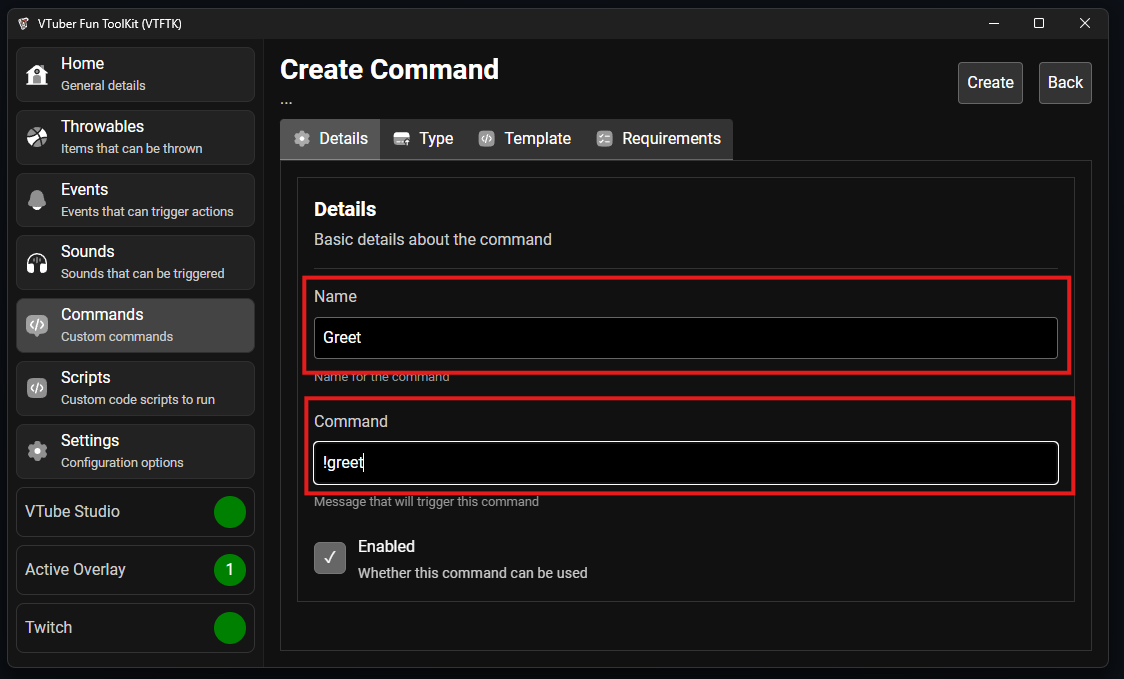 VTuber Fun ToolKit (VTFTK)
Home
General details
Throwables
Items that can be thrown
Events
Events that can trigger actions
Sounds
Sounds that can be triggered
Commands
Custom commands
Scripts
Custom code scripts to run
Settings
Configuration options
VTube Studio
Active Overlay 1
Twitch
Create Command
...
Create Back
Details Type Template Requirements
Details
Basic details about the command
Name
Greet
Name for the command
Command
!greet
Message that will trigger this command
Enabled
Whether this command can be used